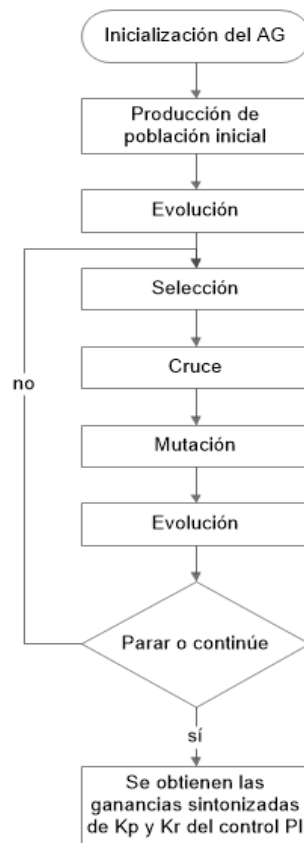 Inicialización del AG
Producción de
población inicial
Evolución
Selección
no
Cruce
Mutación
Evolución
Parar o continúe
sí
Se obtienen las
ganancias sintonizadas
de Kp y Kr del control PI